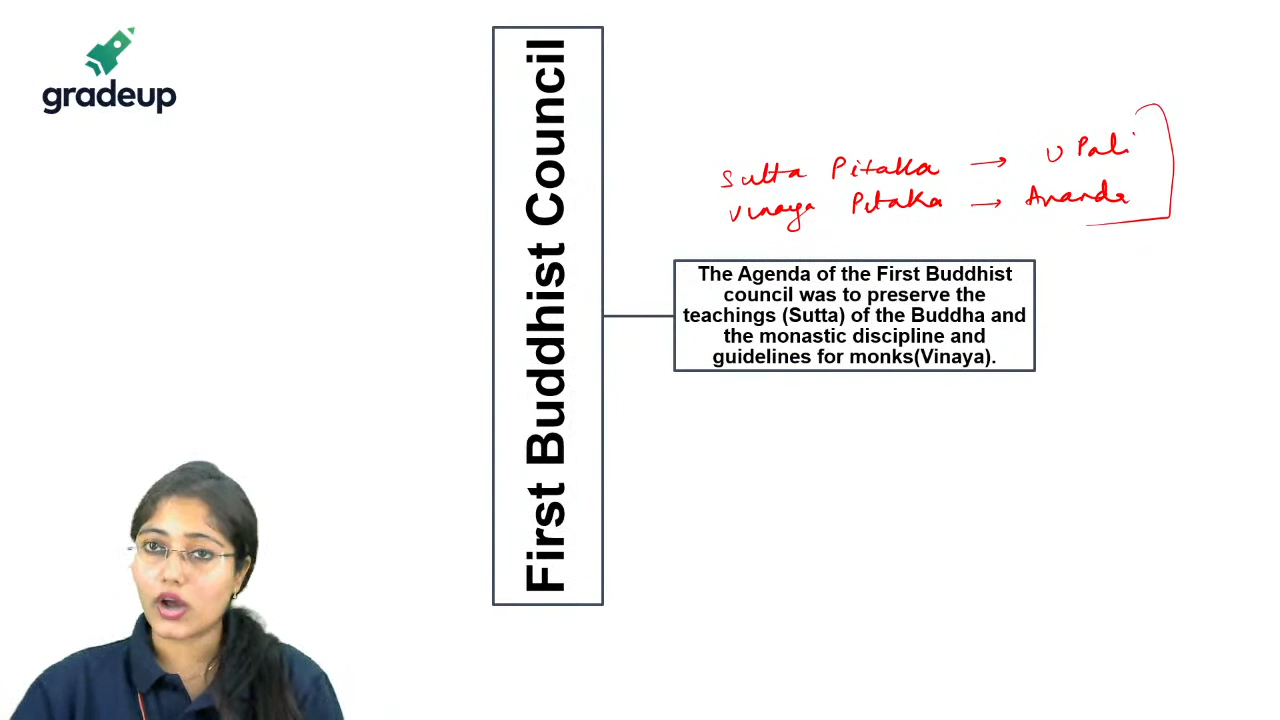 gradeup
First Buddhist Council
Sutta Pitaka → Upali
Vinaya Pitaka → Ananda
The Agenda of the First Buddhist
council was to preserve the
teachings (Sutta) of the Buddha and
the monastic discipline and
guidelines for monks(Vinaya).